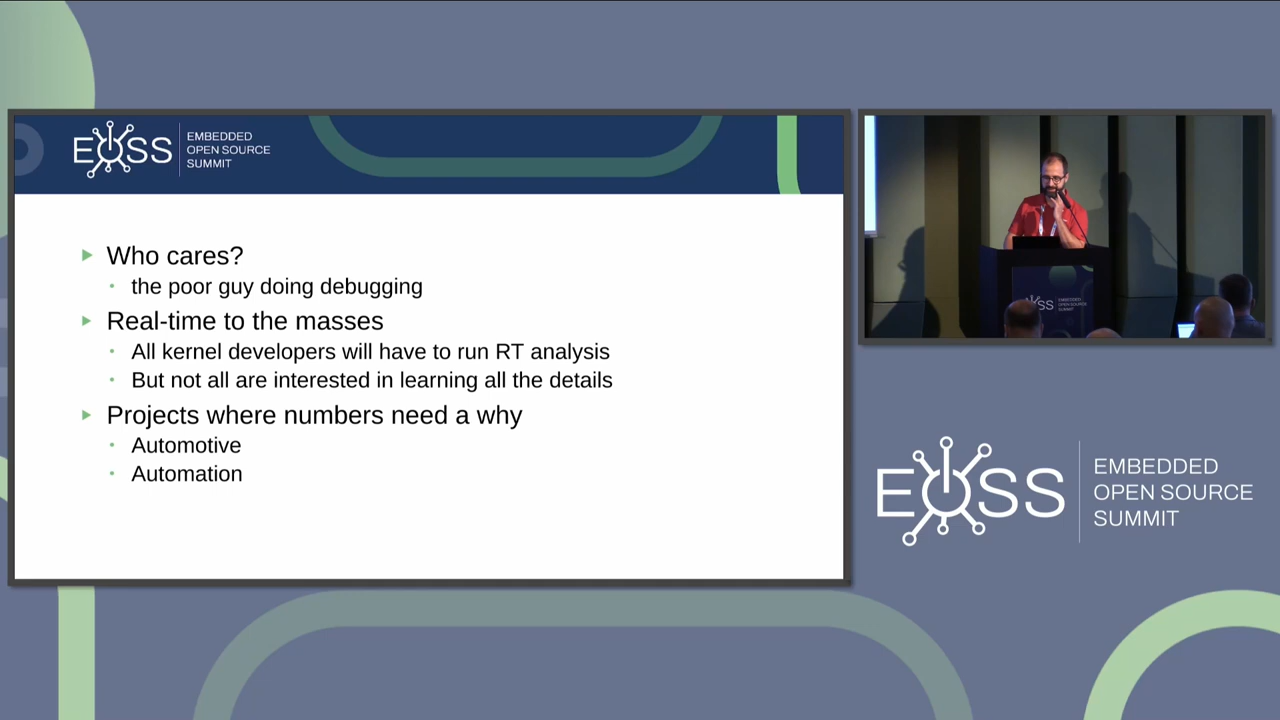 EOSS
EMBEDDED
OPEN SOURCE
SUMMIT
Who cares?
the poor guy doing debugging
Real-time to the masses
All kernel developers will have to run RT analysis
But not all are interested in learning all the details
Projects where numbers need a why
Automotive
Automation
EOSS
EMBEDDED
OPEN SOURCE
SUMMIT